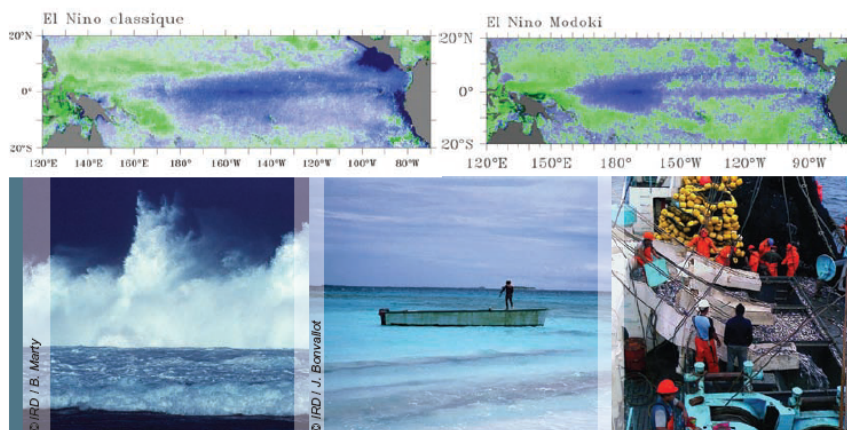 El Nino classique
20°N
0°
20°S
120°E 140°E 160°E 180° 160°W 140°W 120°W 100°W 80°W
El Nino Modoki
20°N
0°
20°S
120°E 150°E 180° 150°W 120°W 90°W
© IRD / B. Marty
© IRD / J. Bonvallot